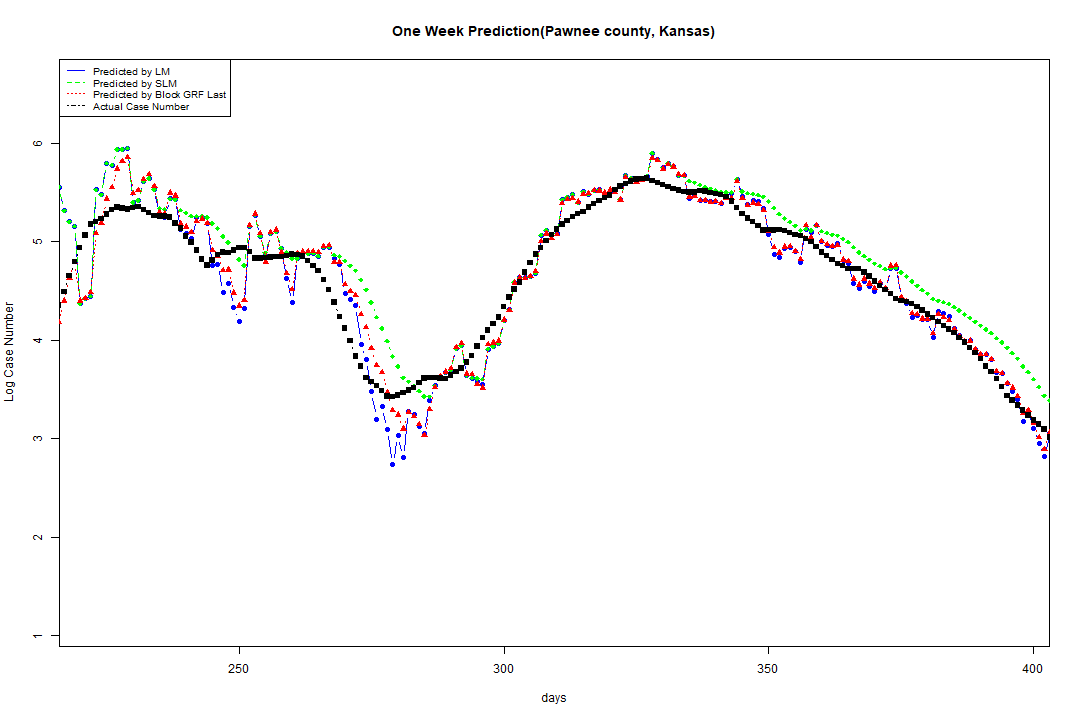 One Week Prediction(Pawnee county, Kansas)
Predicted by LM
Predicted by SLM
Predicted by Block GRF Last
Actual Case Number
Log Case Number
6
5
4
3
2
1
250 300 350 400
days